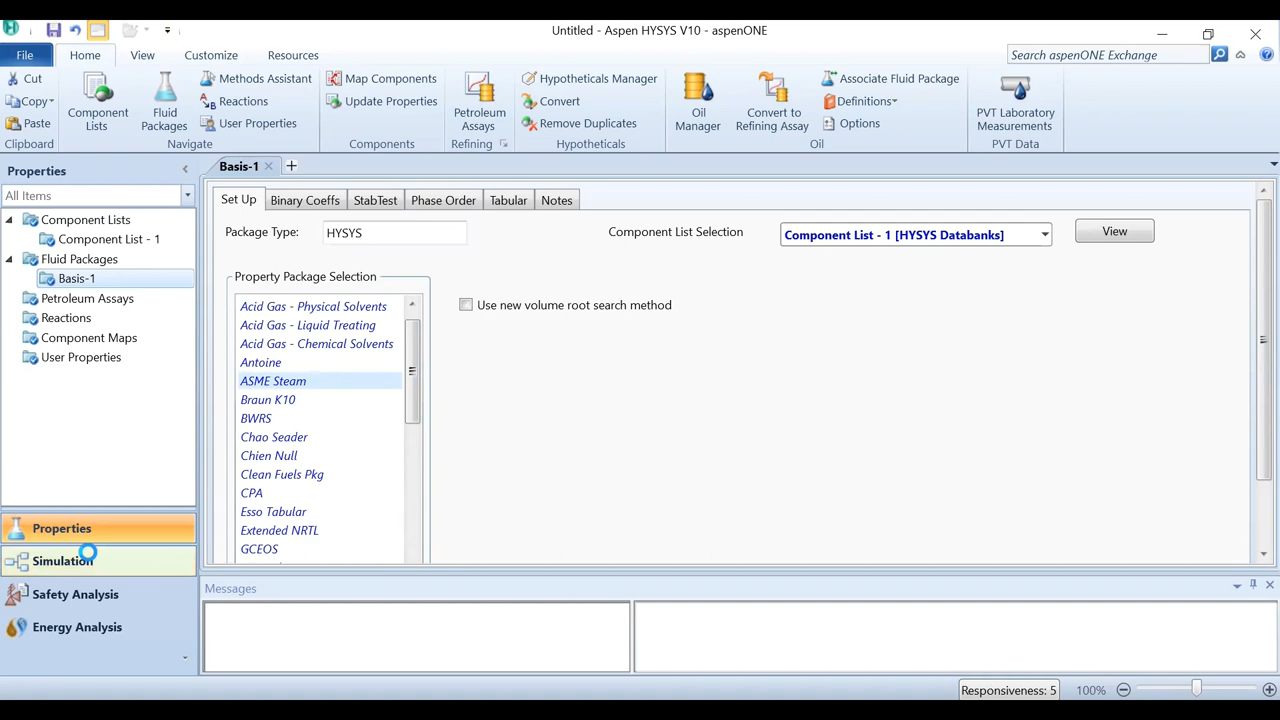 Untitled - Aspen HYSYS V10 - aspenONE
File
Home
View
Customize
Resources
Search aspenONE Exchange
Cut
Copy
Paste
Clipboard
Component
Lists
Fluid
Packages
Methods Assistant
Reactions
User Properties
Navigate
Map Components
Update Properties
Components
Petroleum
Assays
Refining
Hypotheticals Manager
Convert
Remove Duplicates
Hypotheticals
Oil
Manager
Convert to
Refining Assay
Associate Fluid Package
Definitions
Options
Oil
PVT Laboratory
Measurements
PVT Data
Properties
All Items
Component Lists
Component List - 1
Fluid Packages
Basis-1
Petroleum Assays
Reactions
Component Maps
User Properties
Properties
Simulation
Safety Analysis
Energy Analysis
Basis-1
Set Up
Binary Coeffs
StabTest
Phase Order
Tabular
Notes
Package Type:
HYSYS
Component List Selection
Component List - 1 [HYSYS Databanks]
View
Property Package Selection
Acid Gas - Physical Solvents
Acid Gas - Liquid Treating
Acid Gas - Chemical Solvents
Antoine
ASME Steam
Braun K10
BWRS
Chao Seader
Chien Null
Clean Fuels Pkg
CPA
Esso Tabular
Extended NRTL
GCEOS
Use new volume root search method
Messages
Responsiveness: 5
100%